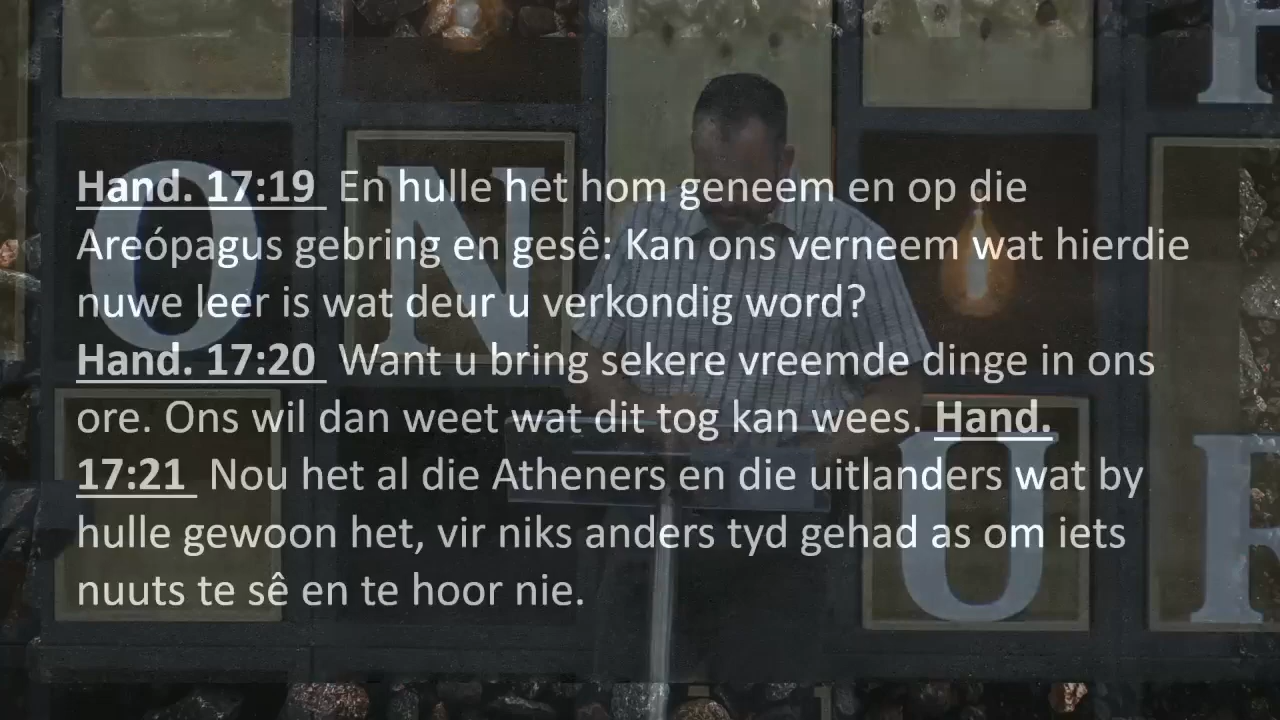 Hand. 17:19 En hulle het hom geneem en op die
Areópagus gebring en gesê: Kan ons verneem wat hierdie
nuwe leer is wat deur u verkondig word?
Hand. 17:20 Want u bring sekere vreemde dinge in ons
ore. Ons wil dan weet wat dit tog kan wees. Hand.
17:21 Nou het al die Atheners en die uitlanders wat by
hulle gewoon het, vir niks anders tyd gehad as om iets
nuuts te sê en te hoor nie.
O N
U